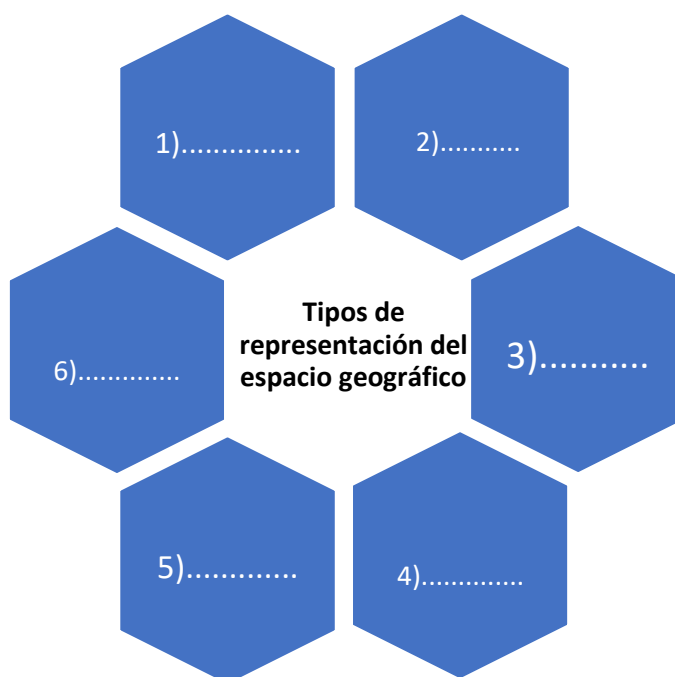 1)...............
2)...........
Tipos de
representación del
espacio geográfico
3)...........
6)..............
5).............
4)..............